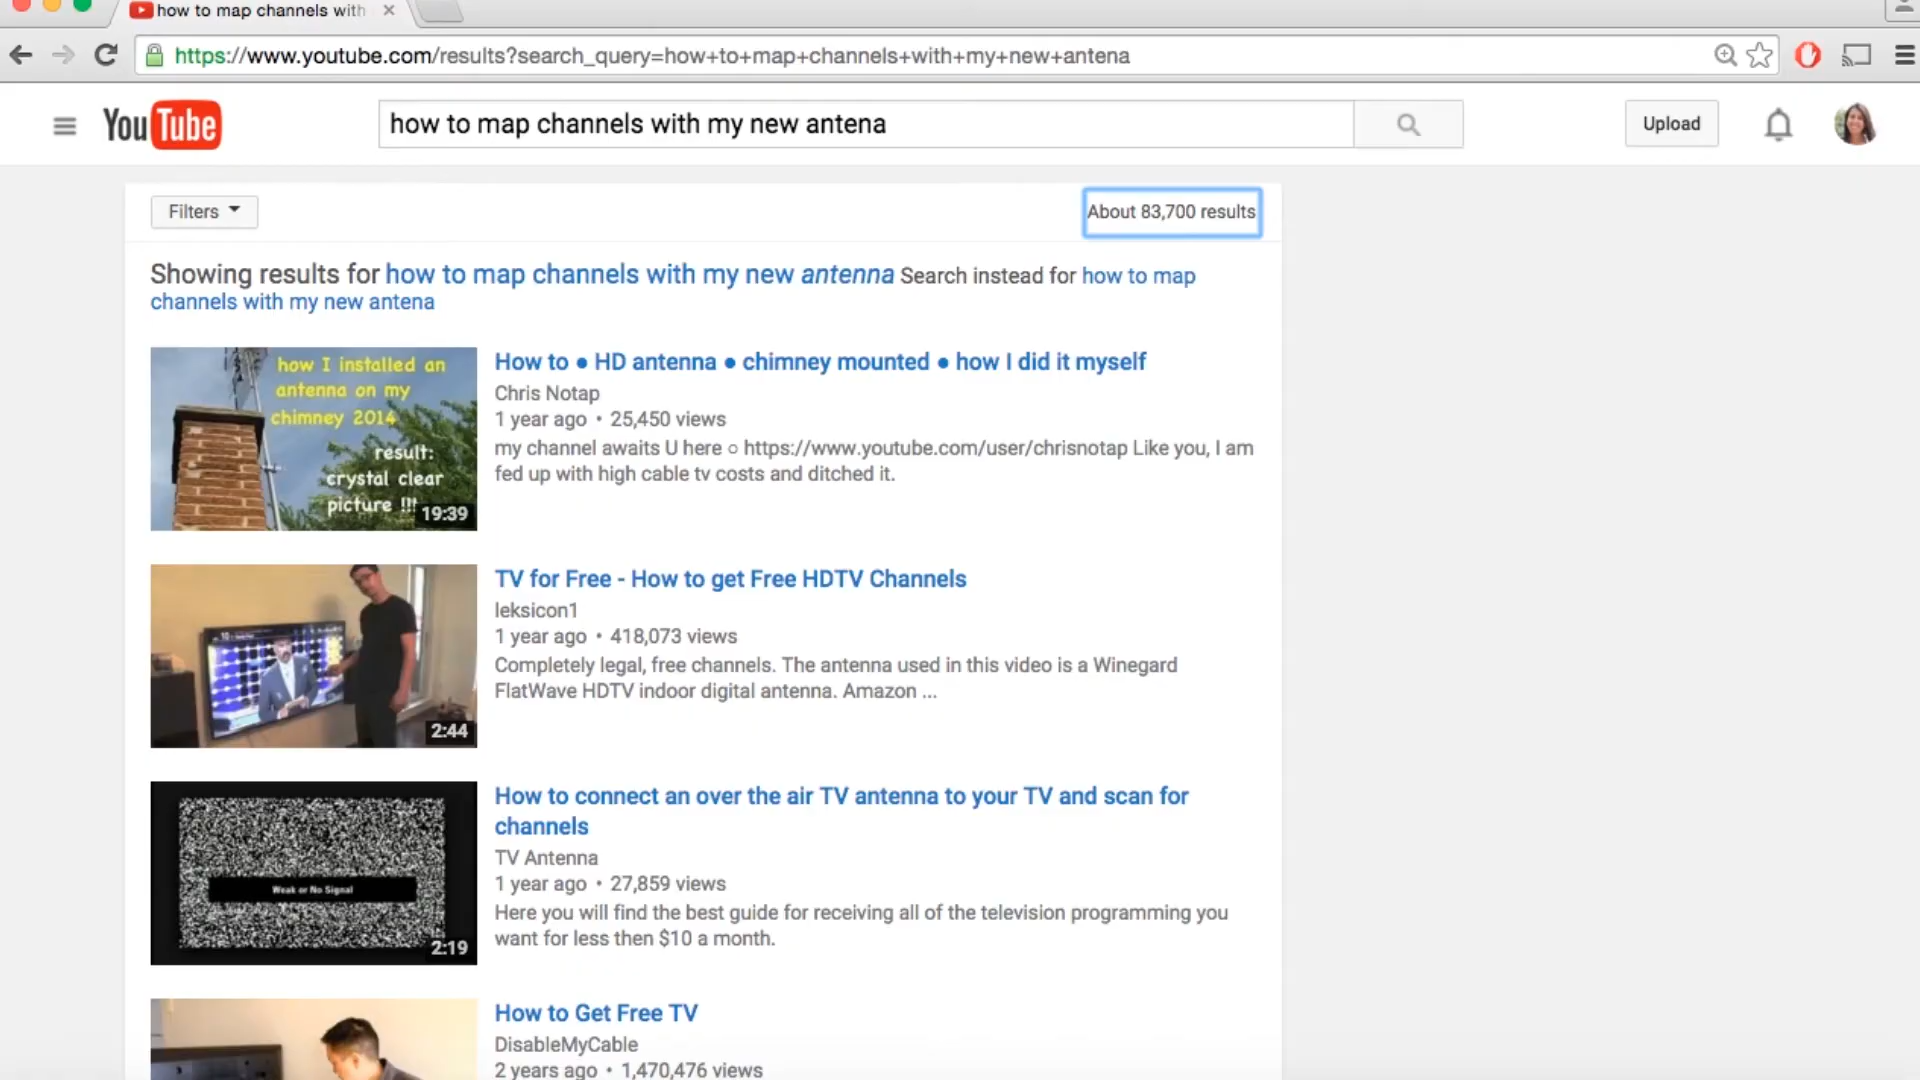 how to map channels with
https://www.youtube.com/results?search_query=how+to+map+channels+with+my+new+antena
YouTube
how to map channels with my new antena
Upload
Filters
About 83,700 results
Showing results for how to map channels with my new antenna Search instead for how to map
channels with my new antena
how I installed an
antenna on my
chimney 2014
result:
crystal clear
picture !!!
19:39
How to ● HD antenna ● chimney mounted ● how I did it myself
Chris Notap
1 year ago • 25,450 views
my channel awaits U here ○ https://www.youtube.com/user/chrisnotap Like you, I am
fed up with high cable tv costs and ditched it.
2:44
TV for Free - How to get Free HDTV Channels
leksicon1
1 year ago • 418,073 views
Completely legal, free channels. The antenna used in this video is a Winegard
FlatWave HDTV indoor digital antenna. Amazon ...
Weak or No Signal
2:19
How to connect an over the air TV antenna to your TV and scan for
channels
TV Antenna
1 year ago • 27,859 views
Here you will find the best guide for receiving all of the television programming you
want for less then $10 a month.
How to Get Free TV
DisableMyCable
2 years ago • 1,470,476 views